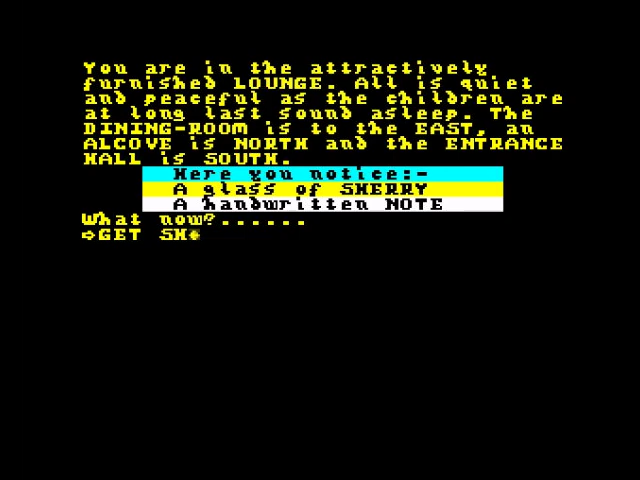 You are in the attractively
furnished LOUNGE. All is quiet
and peaceful as the children are
at long last sound asleep. The
DINING-ROOM is to the EAST, an
ALCOVE is NORTH and the ENTRANCE
HALL is SOUTH.
Here you notice:-
A glass of SHERRY
A handwritten NOTE
What now?......
⇨GET SH